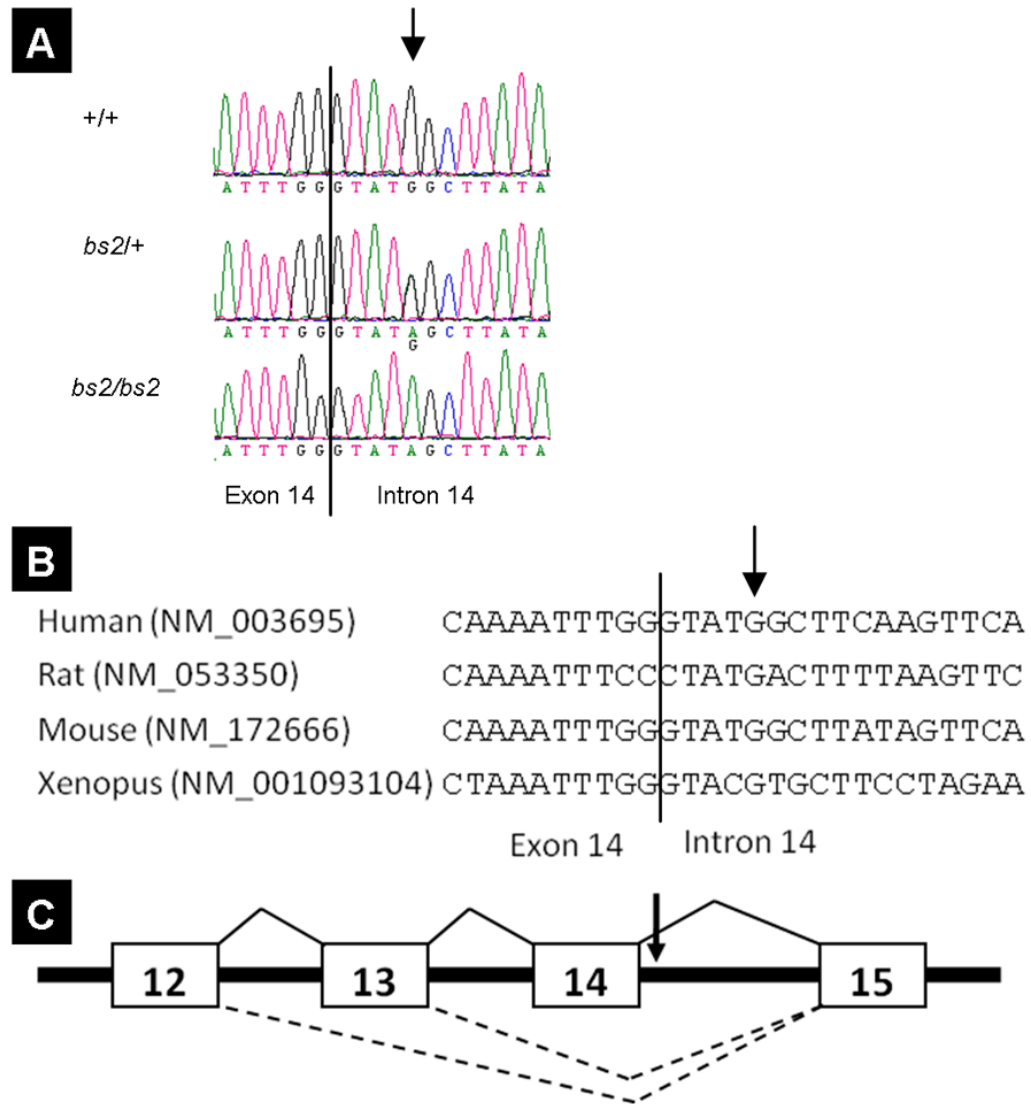 A
+/+
ATTTGGGTATGGCTTATA
bs2/+
ATTTGGGTATAGCTTATA
G
bs2/bs2
ATTTGGGTATAGCTTATA
Exon 14 Intron 14
B
Human (NM_003695) CAAAATTTGGGTATGGCTTCAAGTTCA
Rat (NM_053350) CAAAATTTCCCTATGACTTTTAAGTTC
Mouse (NM_172666) CAAAATTTGGGTATGGCTTATAGTTCA
Xenopus (NM_001093104) CTAAATTTGGGTACGTGCTTCCTAGAA
Exon 14 Intron 14
C
12 13 14 15